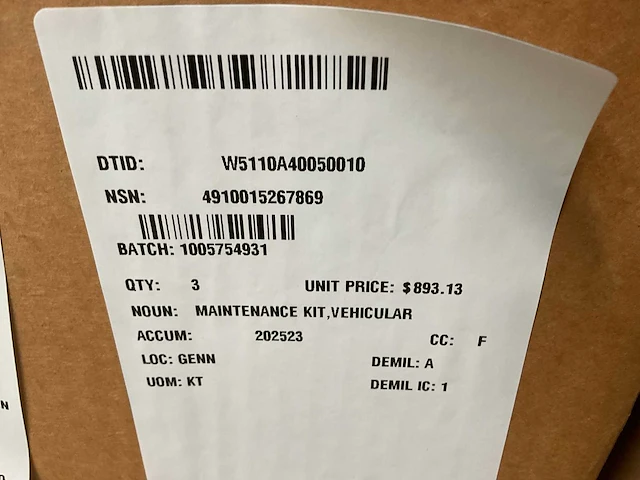 DTID: W5110A40050010
NSN: 4910015267869
BATCH: 1005754931
QTY: 3 UNIT PRICE: $893.13
NOUN: MAINTENANCE KIT,VEHICULAR
ACCUM: 202523 CC: F
LOC: GENN DEMIL: A
UOM: KT DEMIL IC: 1